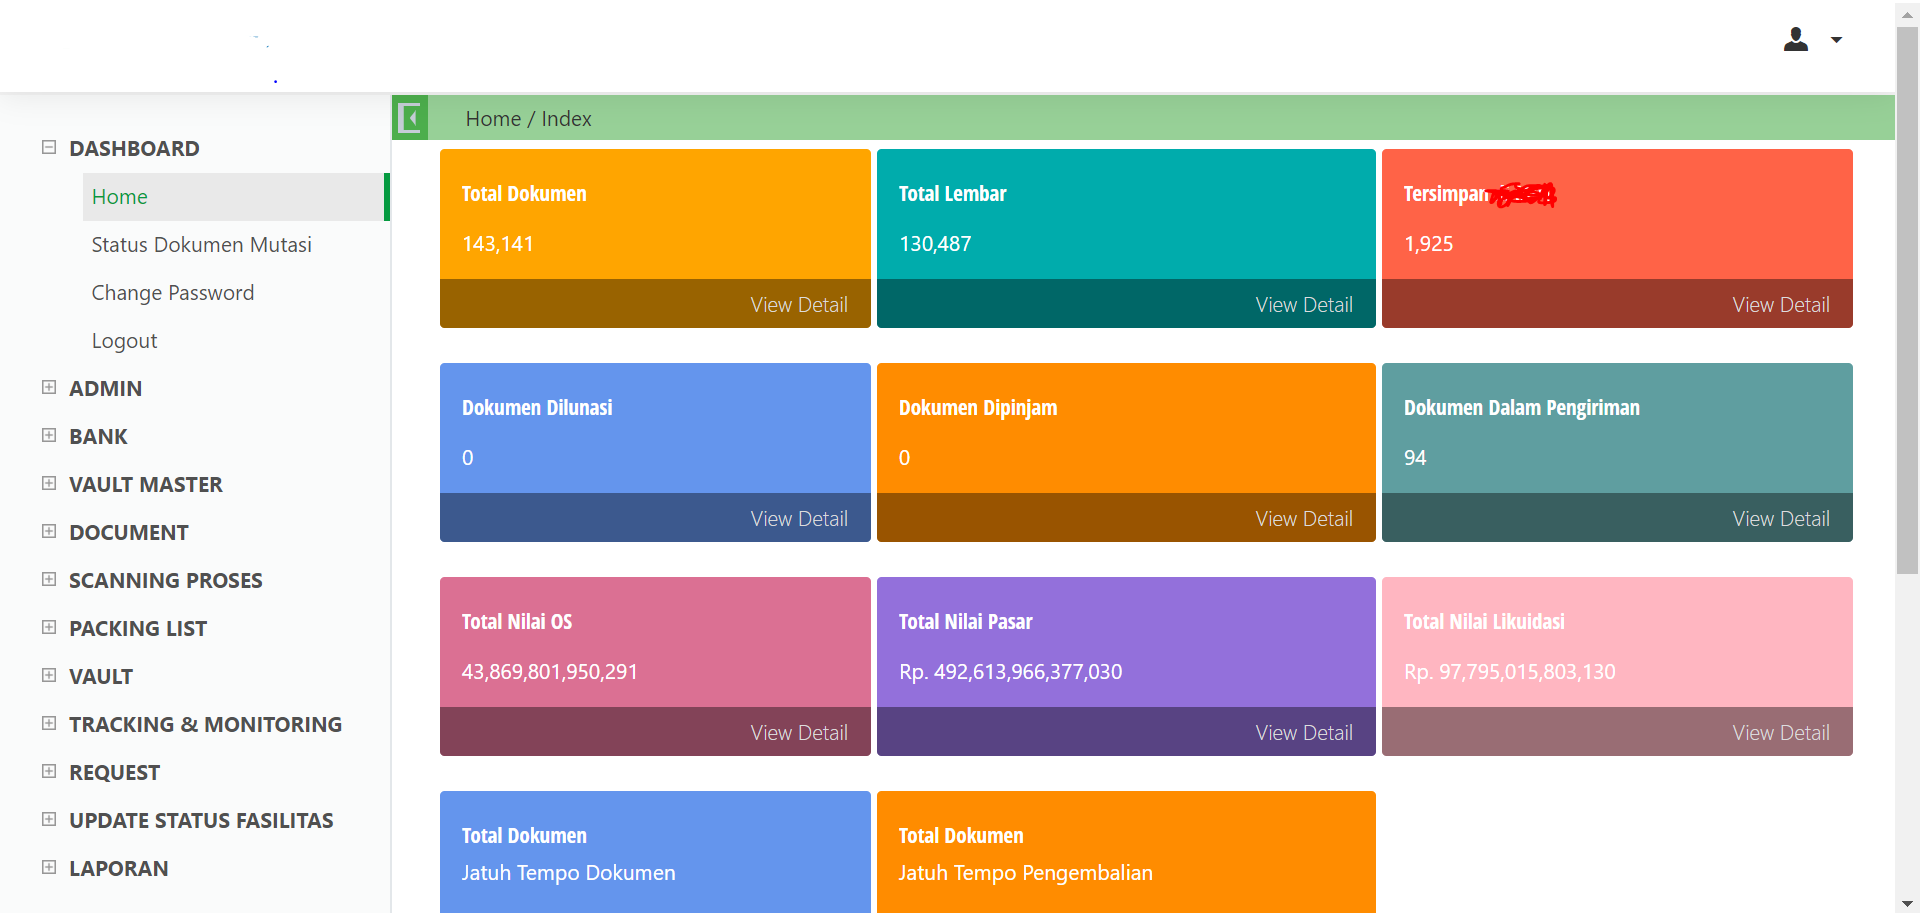 Home / Index
DASHBOARD
Home
Status Dokumen Mutasi
Change Password
Logout
ADMIN
BANK
VAULT MASTER
DOCUMENT
SCANNING PROSES
PACKING LIST
VAULT
TRACKING & MONITORING
REQUEST
UPDATE STATUS FASILITAS
LAPORAN
Total Dokumen
143,141
View Detail
Total Lembar
130,487
View Detail
Tersimpan
1,925
View Detail
Dokumen Dilunasi
0
View Detail
Dokumen Dipinjam
0
View Detail
Dokumen Dalam Pengiriman
94
View Detail
Total Nilai OS
43,869,801,950,291
View Detail
Total Nilai Pasar
Rp. 492,613,966,377,030
View Detail
Total Nilai Likuidasi
Rp. 97,795,015,803,130
View Detail
Total Dokumen
Jatuh Tempo Dokumen
Total Dokumen
Jatuh Tempo Pengembalian